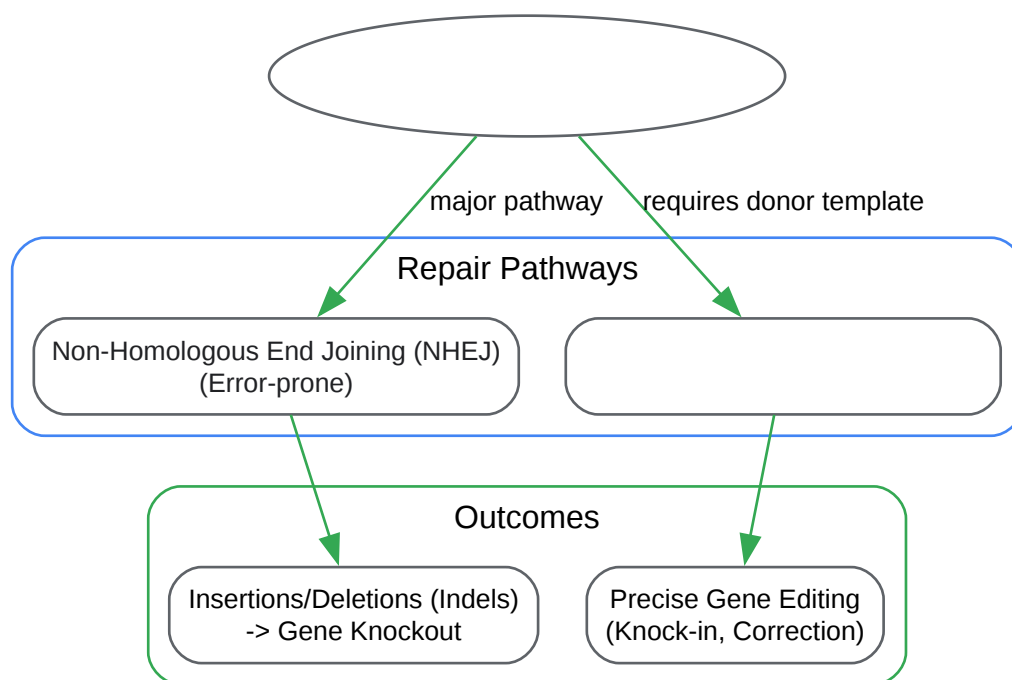 major pathway
requires donor template
Repair Pathways
Non-Homologous End Joining (NHEJ)
(Error-prone)
Outcomes
Insertions/Deletions (Indels)
-> Gene Knockout
Precise Gene Editing
(Knock-in, Correction)